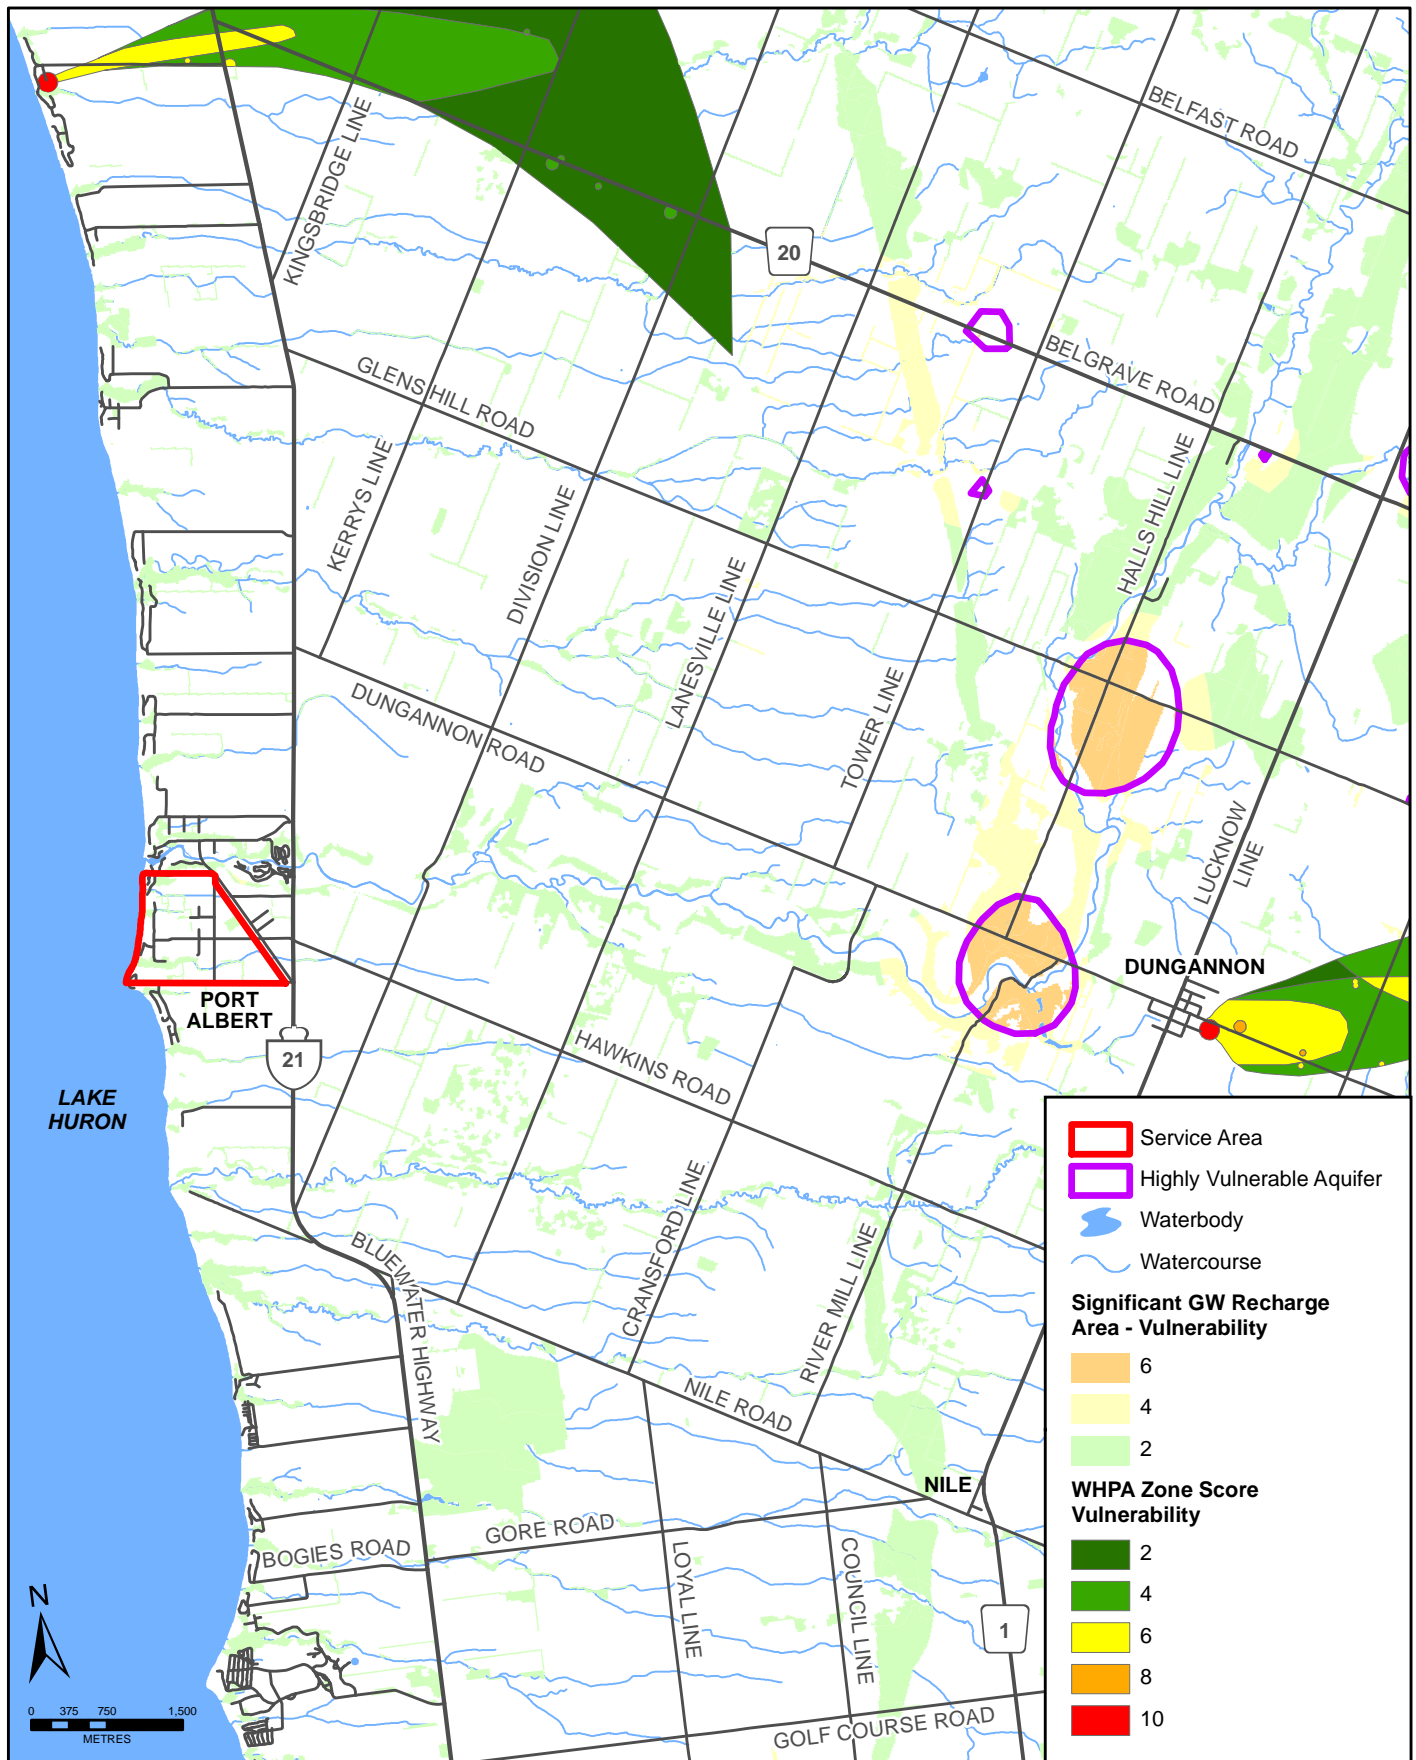 BELFAST ROAD
KINGSBRIDGE LINE
20
BELGRAVE ROAD
GLENS HILL ROAD
KERRYS LINE
DIVISION LINE
HALLS HILL LINE
LANESVILLE LINE
TOWER LINE
DUNGANNON ROAD
LUCKNOW
LINE
DUNGANNON
PORT
ALBERT
21
HAWKINS ROAD
LAKE
HURON
CRANSFORD LINE
RIVER MILL LINE
BLUEWATER HIGHWAY
NILE ROAD
NILE
GORE ROAD
BOGIES ROAD
LOYAL LINE
COUNCIL LINE
1
GOLF COURSE ROAD
N
0 375 750 1,500
METRES
Service Area
Highly Vulnerable Aquifer
Waterbody
Watercourse
Significant GW Recharge
Area - Vulnerability
6
4
2
WHPA Zone Score
Vulnerability
2
4
6
8
10